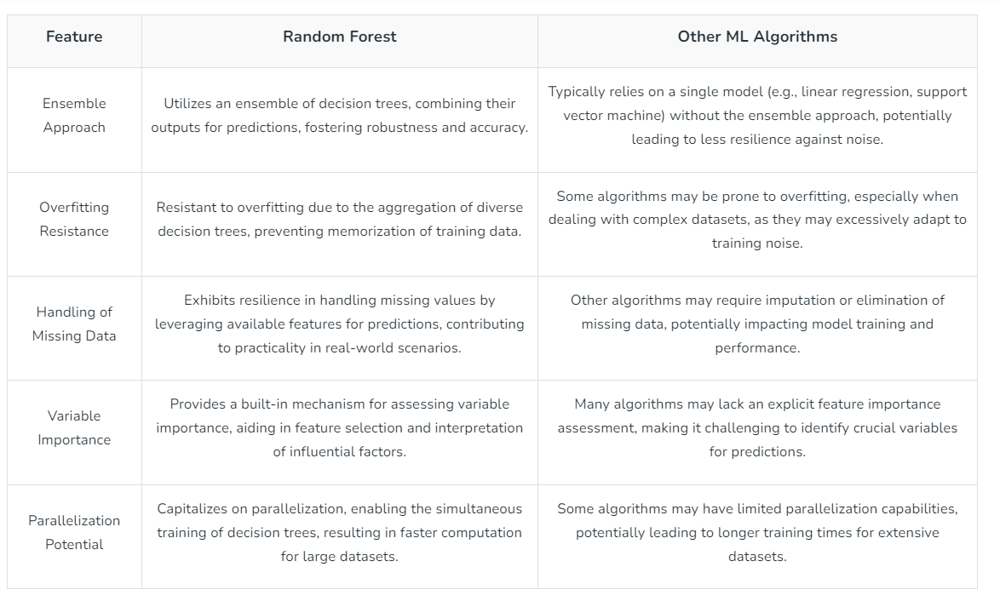 Feature
Random Forest
Other ML Algorithms
Ensemble
Approach
Utilizes an ensemble of decision trees, combining their
outputs for predictions, fostering robustness and accuracy.
Typically relies on a single model (e.g., linear regression, support
vector machine) without the ensemble approach, potentially
leading to less resilience against noise.
Overfitting
Resistance
Resistant to overfitting due to the aggregation of diverse
decision trees, preventing memorization of training data.
Some algorithms may be prone to overfitting, especially when
dealing with complex datasets, as they may excessively adapt to
training noise.
Handling of
Missing Data
Exhibits resilience in handling missing values by
leveraging available features for predictions, contributing
to practicality in real-world scenarios.
Other algorithms may require imputation or elimination of
missing data, potentially impacting model training and
performance.
Variable
Importance
Provides a built-in mechanism for assessing variable
importance, aiding in feature selection and interpretation
of influential factors.
Many algorithms may lack an explicit feature importance
assessment, making it challenging to identify crucial variables
for predictions.
Parallelization
Potential
Capitalizes on parallelization, enabling the simultaneous
training of decision trees, resulting in faster computation
for large datasets.
Some algorithms may have limited parallelization capabilities,
potentially leading to longer training times for extensive
datasets.